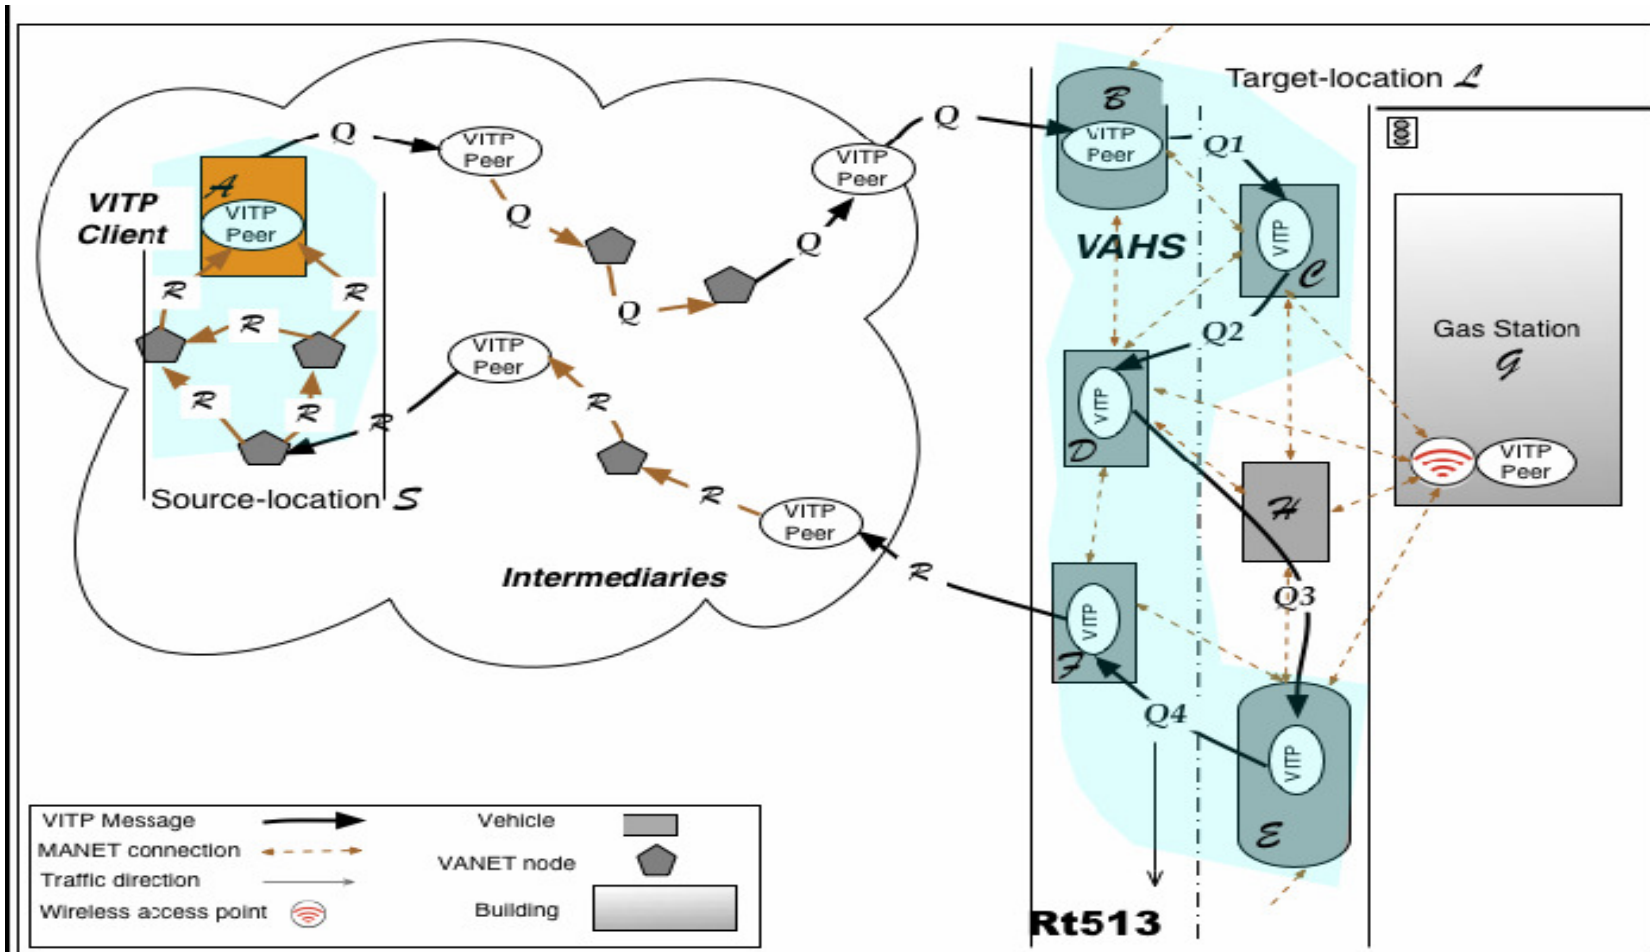 Target-location L
B
VITP
Peer
Q
Q1
Q
VITP
Peer
VITP
Peer
A
VITP
Peer
VITP
Client
Q
Q
VAHS
VITP
C
R
R
R
Q
Q2
Gas Station
G
VITP
Peer
VITP
D
R
R
R
R
VITP
Peer
Source-location S
R
H
VITP
Peer
Intermediaries
R
Q3
VITP
F
Q4
VITP
E
VITP Message
Vehicle
MANET connection
VANET node
Traffic direction
Wireless access point
Building
Rt513